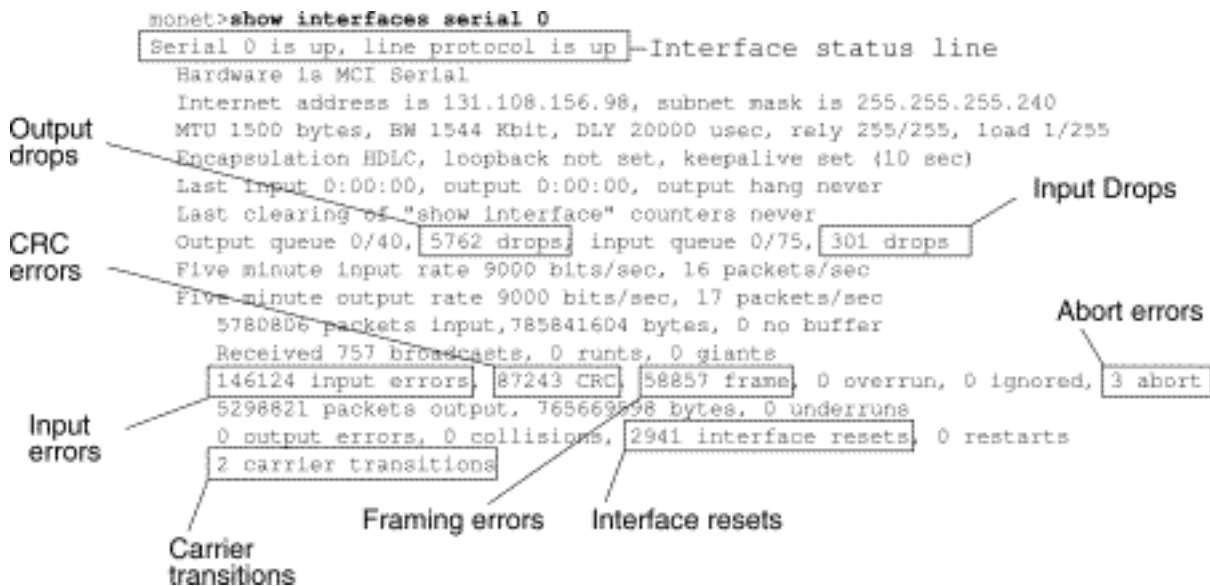 monet>show interfaces serial 0
Serial 0 is up, line protocol is up
Interface status line
Hardware is MCI Serial
Internet address is 131.108.156.98, subnet mask is 255.255.255.240
MTU 1500 bytes, BW 1544 Kbit, DLY 20000 usec, rely 255/255, load 1/255
Encapsulation HDLC, loopback not set, keepalive set (10 sec)
Last input 0:00:00, output 0:00:00, output hang never
Last clearing of "show interface" counters never
Output queue 0/40, 5762 drops, input queue 0/75, 301 drops
Five minute input rate 9000 bits/sec, 16 packets/sec
Five minute output rate 9000 bits/sec, 17 packets/sec
5780806 packets input,785841604 bytes, 0 no buffer
Received 757 broadcasts, 0 runts, 0 giants
146124 input errors, 87243 CRC, 58857 frame, 0 overrun, 0 ignored, 3 abort
5298821 packets output, 765669598 bytes, 0 underruns
0 output errors, 0 collisions, 2941 interface resets, 0 restarts
2 carrier transitions
Output
drops
Input Drops
CRC
errors
Abort errors
Input
errors
Framing errors
Interface resets
Carrier
transitions